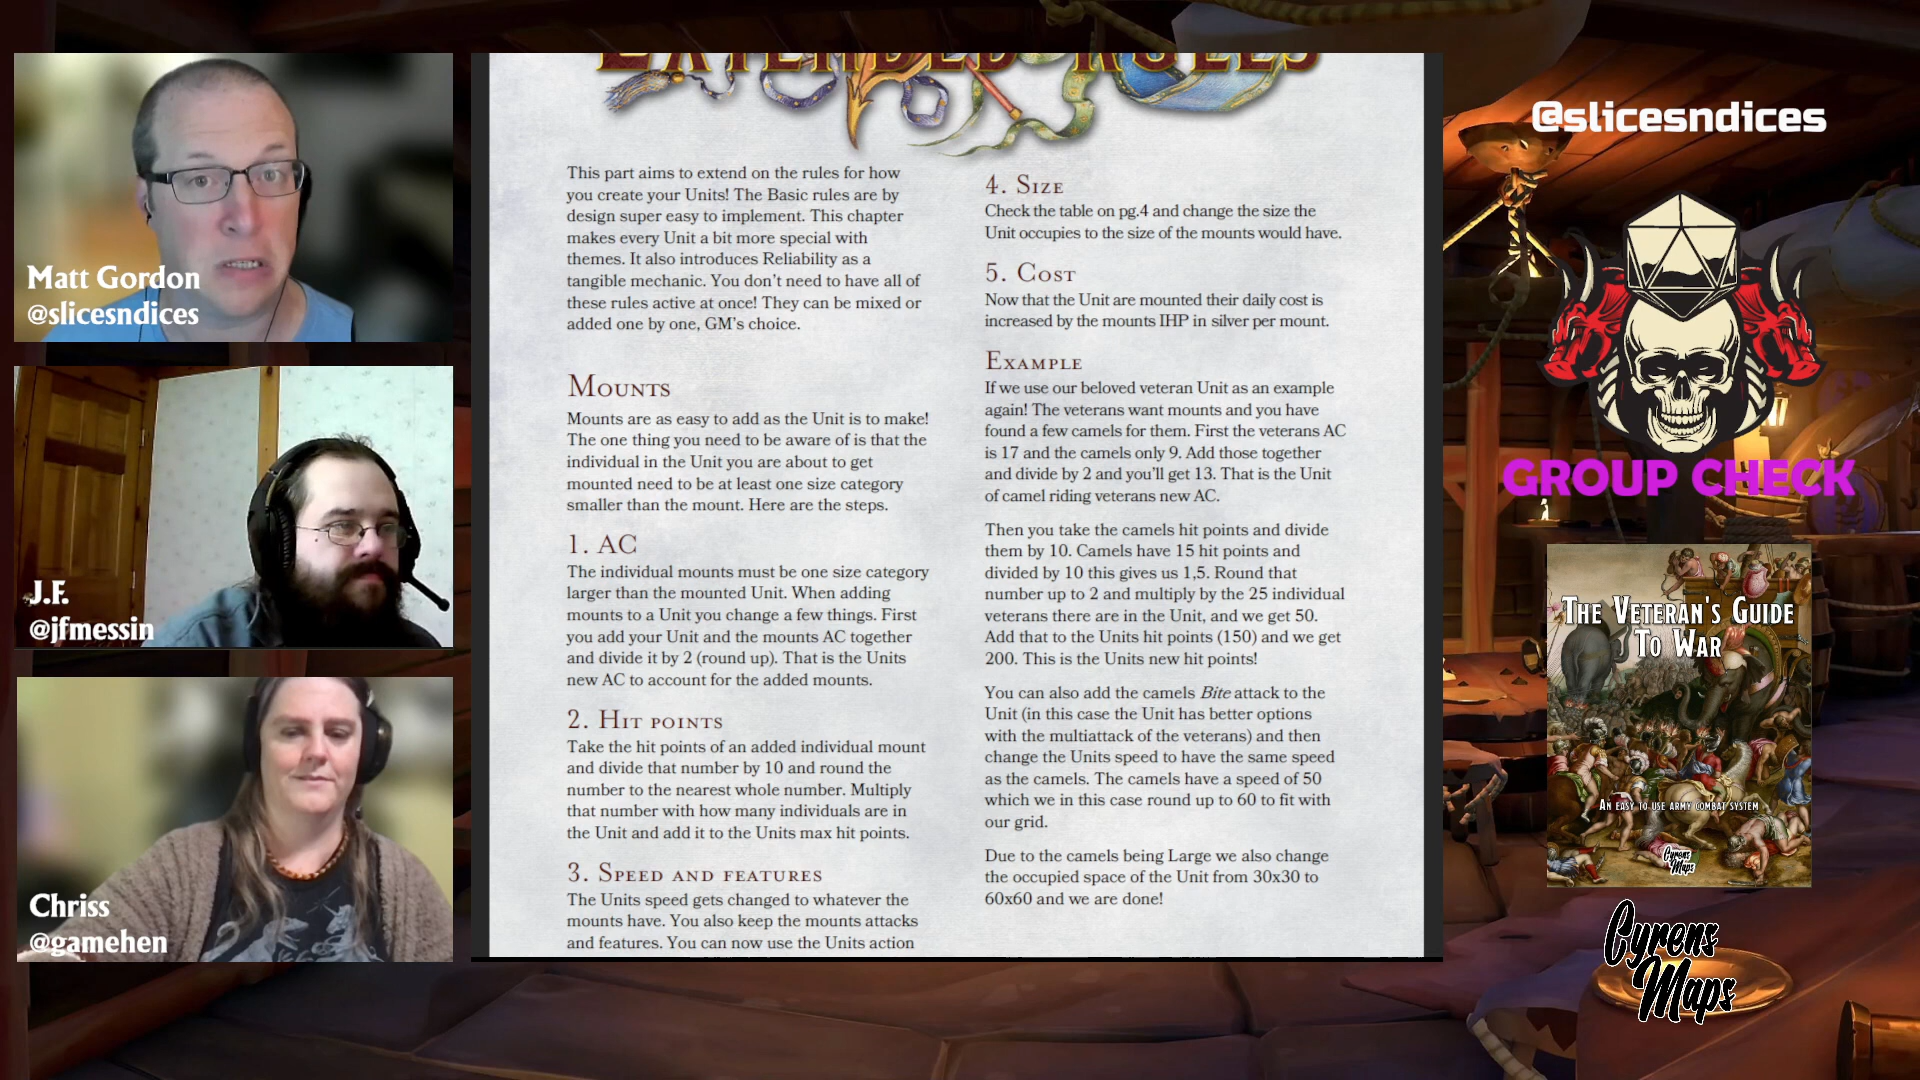 Matt Gordon
@slicesndices
J.F.
@jfmessin
Chriss
@gamehen
EXTENDED RULES
This part aims to extend on the rules for how
you create your Units! The Basic rules are by
design super easy to implement. This chapter
makes every Unit a bit more special with
themes. It also introduces Reliability as a
tangible mechanic. You don't need to have all of
these rules active at once! They can be mixed or
added one by one, GM's choice.
Mounts
Mounts are as easy to add as the Unit is to make!
The one thing you need to be aware of is that the
individual in the Unit you are about to get
mounted need to be at least one size category
smaller than the mount. Here are the steps.
1. AC
The individual mounts must be one size category
larger than the mounted Unit. When adding
mounts to a Unit you change a few things. First
you add your Unit and the mounts AC together
and divide it by 2 (round up). That is the Units
new AC to account for the added mounts.
2. Hit points
Take the hit points of an added individual mount
and divide that number by 10 and round the
number to the nearest whole number. Multiply
that number with how many individuals are in
the Unit and add it to the Units max hit points.
3. Speed and features
The Units speed gets changed to whatever the
mounts have. You also keep the mounts attacks
and features. You can now use the Units action
4. Size
Check the table on pg.4 and change the size the
Unit occupies to the size of the mounts would have.
5. Cost
Now that the Unit are mounted their daily cost is
increased by the mounts IHP in silver per mount.
Example
If we use our beloved veteran Unit as an example
again! The veterans want mounts and you have
found a few camels for them. First the veterans AC
is 17 and the camels only 9. Add those together
and divide by 2 and you'll get 13. That is the Unit
of camel riding veterans new AC.
Then you take the camels hit points and divide
them by 10. Camels have 15 hit points and
divided by 10 this gives us 1,5. Round that
number up to 2 and multiply by the 25 individual
veterans there are in the Unit, and we get 50.
Add that to the Units hit points (150) and we get
200. This is the Units new hit points!
You can also add the camels Bite attack to the
Unit (in this case the Unit has better options
with the multiattack of the veterans) and then
change the Units speed to have the same speed
as the camels. The camels have a speed of 50
which we in this case round up to 60 to fit with
our grid.
Due to the camels being Large we also change
the occupied space of the Unit from 30x30 to
60x60 and we are done!
@slicesndices
GROUP CHECK
The Veteran's Guide
To War
An easy to use army combat system
Cyrens
Maps
Cyrens
Maps